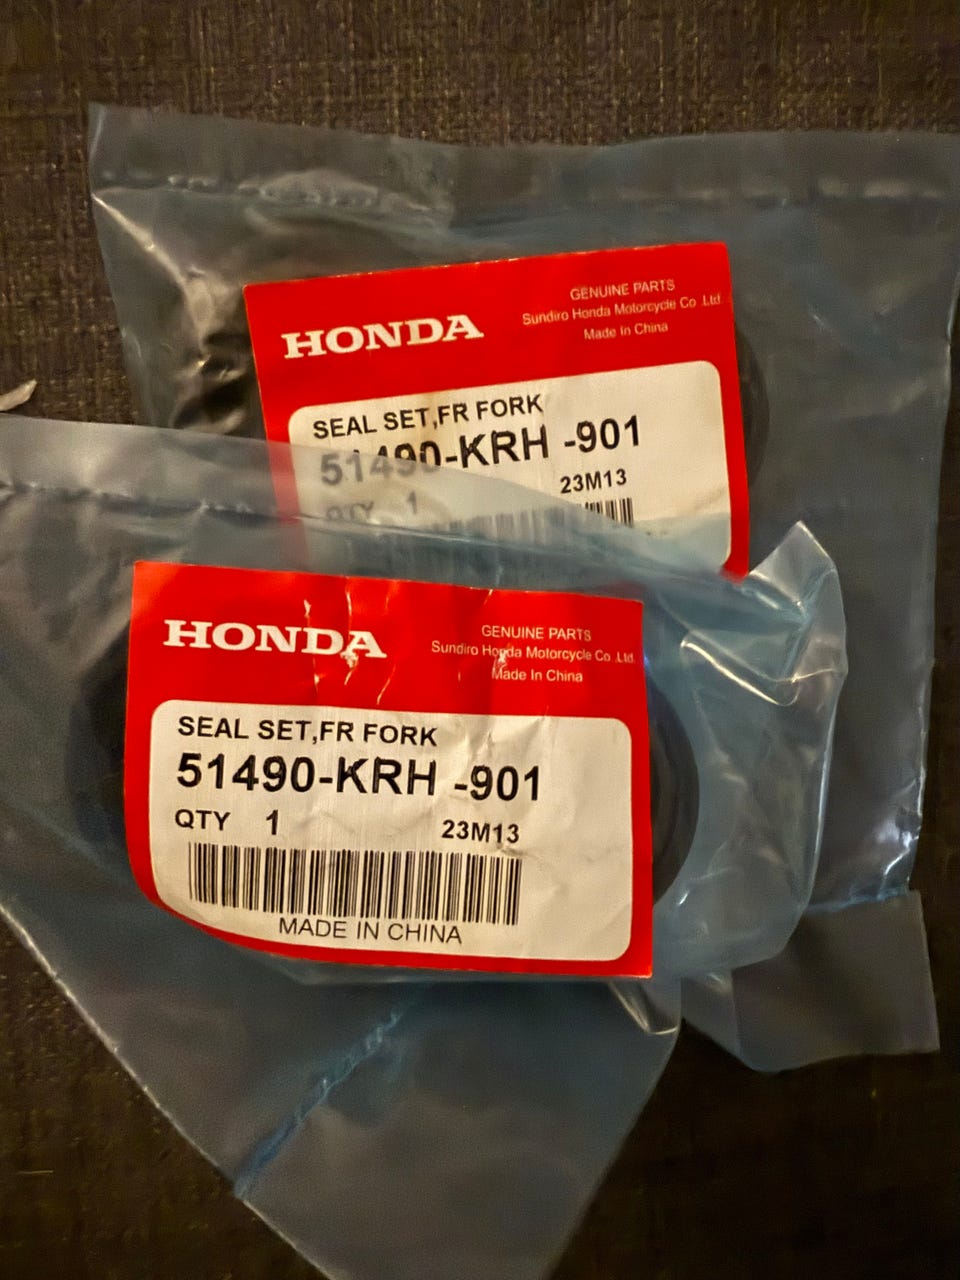 HONDA
GENUINE PARTS
Sundiro Honda Motorcycle Co .Ltd
Made In China
SEAL SET,FR FORK
51490-KRH -901
23M13
QTY 1
HONDA
GENUINE PARTS
Sundiro Honda Motorcycle Co .Ltd
Made In China
SEAL SET,FR FORK
51490-KRH -901
QTY 1
23M13
MADE IN CHINA